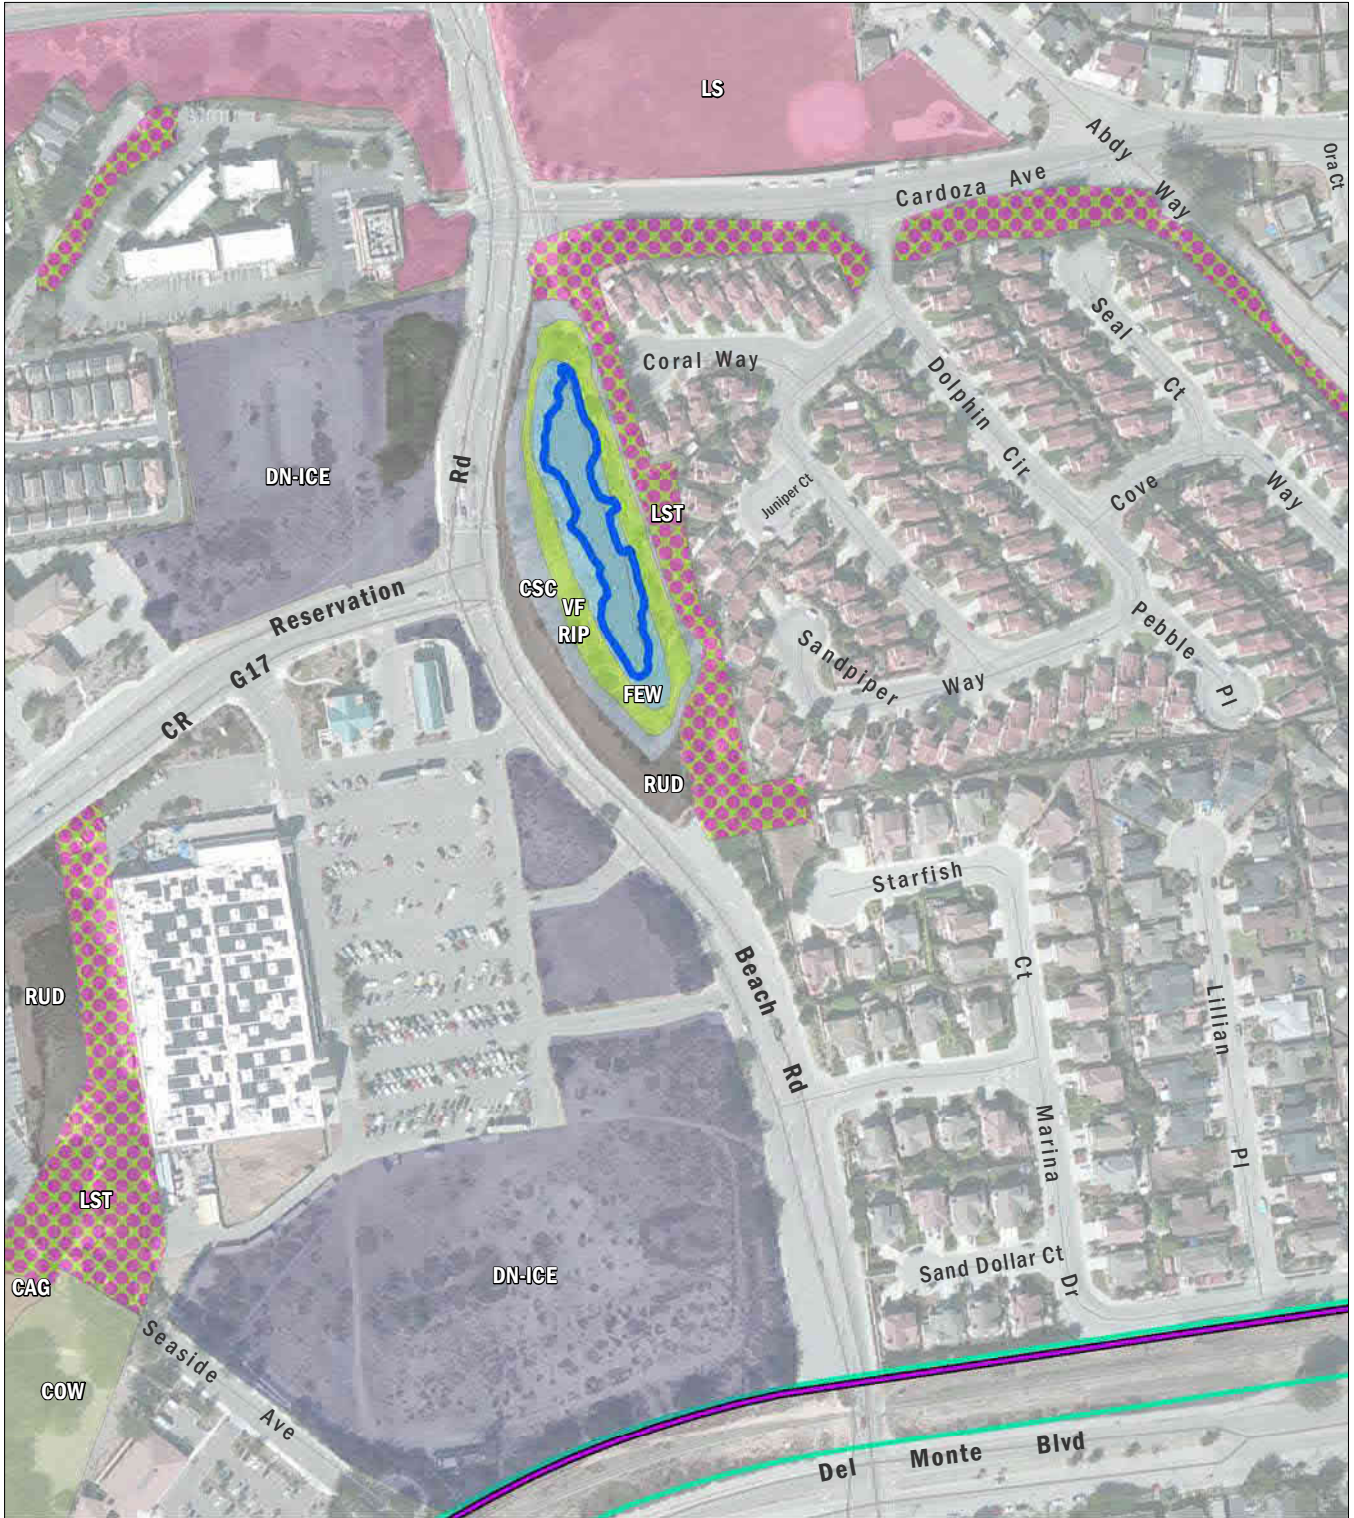 LS
Abdy
Way
Ora Ct
Cardoza Ave
Seal
Ct
Coral Way
Dolphin
Cir
Rd
DN-ICE
Juniper Ct
Cove
Way
LST
CSC
VF
RIP
Reservation
G17
CR
Pebble
Pl
Sandpiper
Way
FEW
RUD
Starfish
Ct
Beach
Rd
RUD
Lillian
Pl
Marina
Dr
LST
Sand Dollar Ct
DN-ICE
CAG
Seaside
Ave
COW
Del Monte Blvd